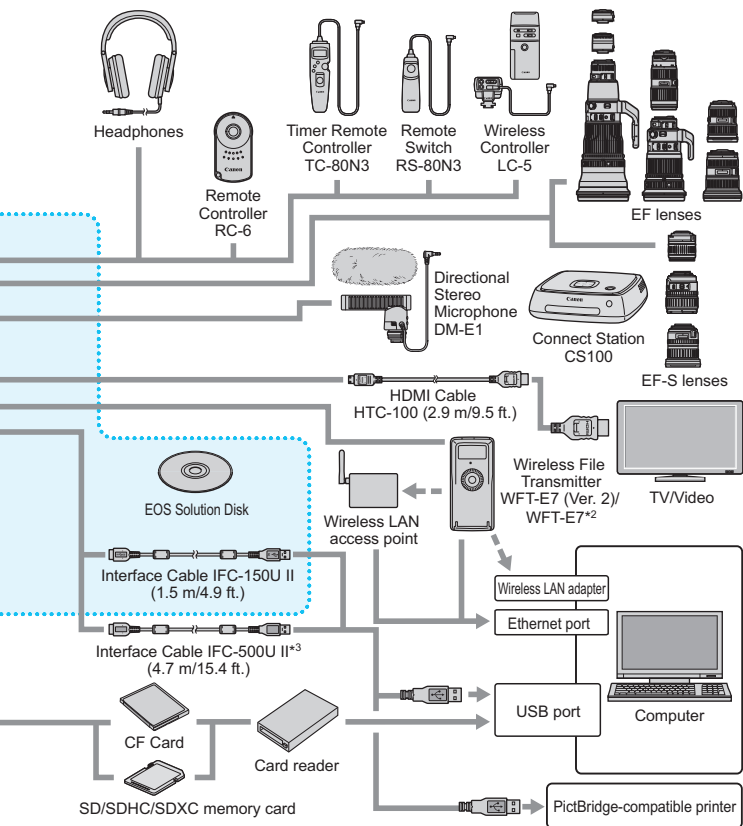 Headphones
Canon
Remote
Controller
RC-6
Timer Remote
Controller
TC-80N3
Remote
Switch
RS-80N3
Wireless
Controller
LC-5
EF lenses
Directional
Stereo
Microphone
DM-E1
Canon
Connect Station
CS100
EF-S lenses
HDMI Cable
HTC-100 (2.9 m/9.5 ft.)
TV/Video
EOS Solution Disk
Wireless LAN
access point
Wireless File
Transmitter
WFT-E7 (Ver. 2)/
WFT-E7*2
Interface Cable IFC-150U II
(1.5 m/4.9 ft.)
Wireless LAN adapter
Ethernet port
Interface Cable IFC-500U II*3
(4.7 m/15.4 ft.)
USB port
Computer
CF Card
Card reader
SD/SDHC/SDXC memory card
PictBridge-compatible printer